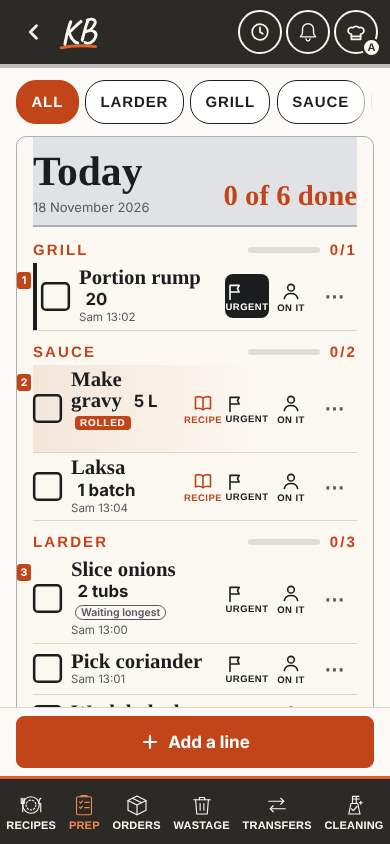 KB
A
ALL LARDER GRILL SAUCE
Today
18 November 2026
0 of 6 done
GRILL 0/1
1
Portion rump
20
Sam 13:02
URGENT ON IT ...
SAUCE 0/2
2
Make
gravy 5 L
ROLLED
RECIPE URGENT ON IT ...
Laksa
1 batch
Sam 13:04
RECIPE URGENT ON IT ...
LARDER 0/3
3
Slice onions
2 tubs
Waiting longest
Sam 13:00
URGENT ON IT ...
Pick coriander
Sam 13:01
URGENT ON IT ...
+ Add a line
RECIPES PREP ORDERS WASTAGE TRANSFERS CLEANING